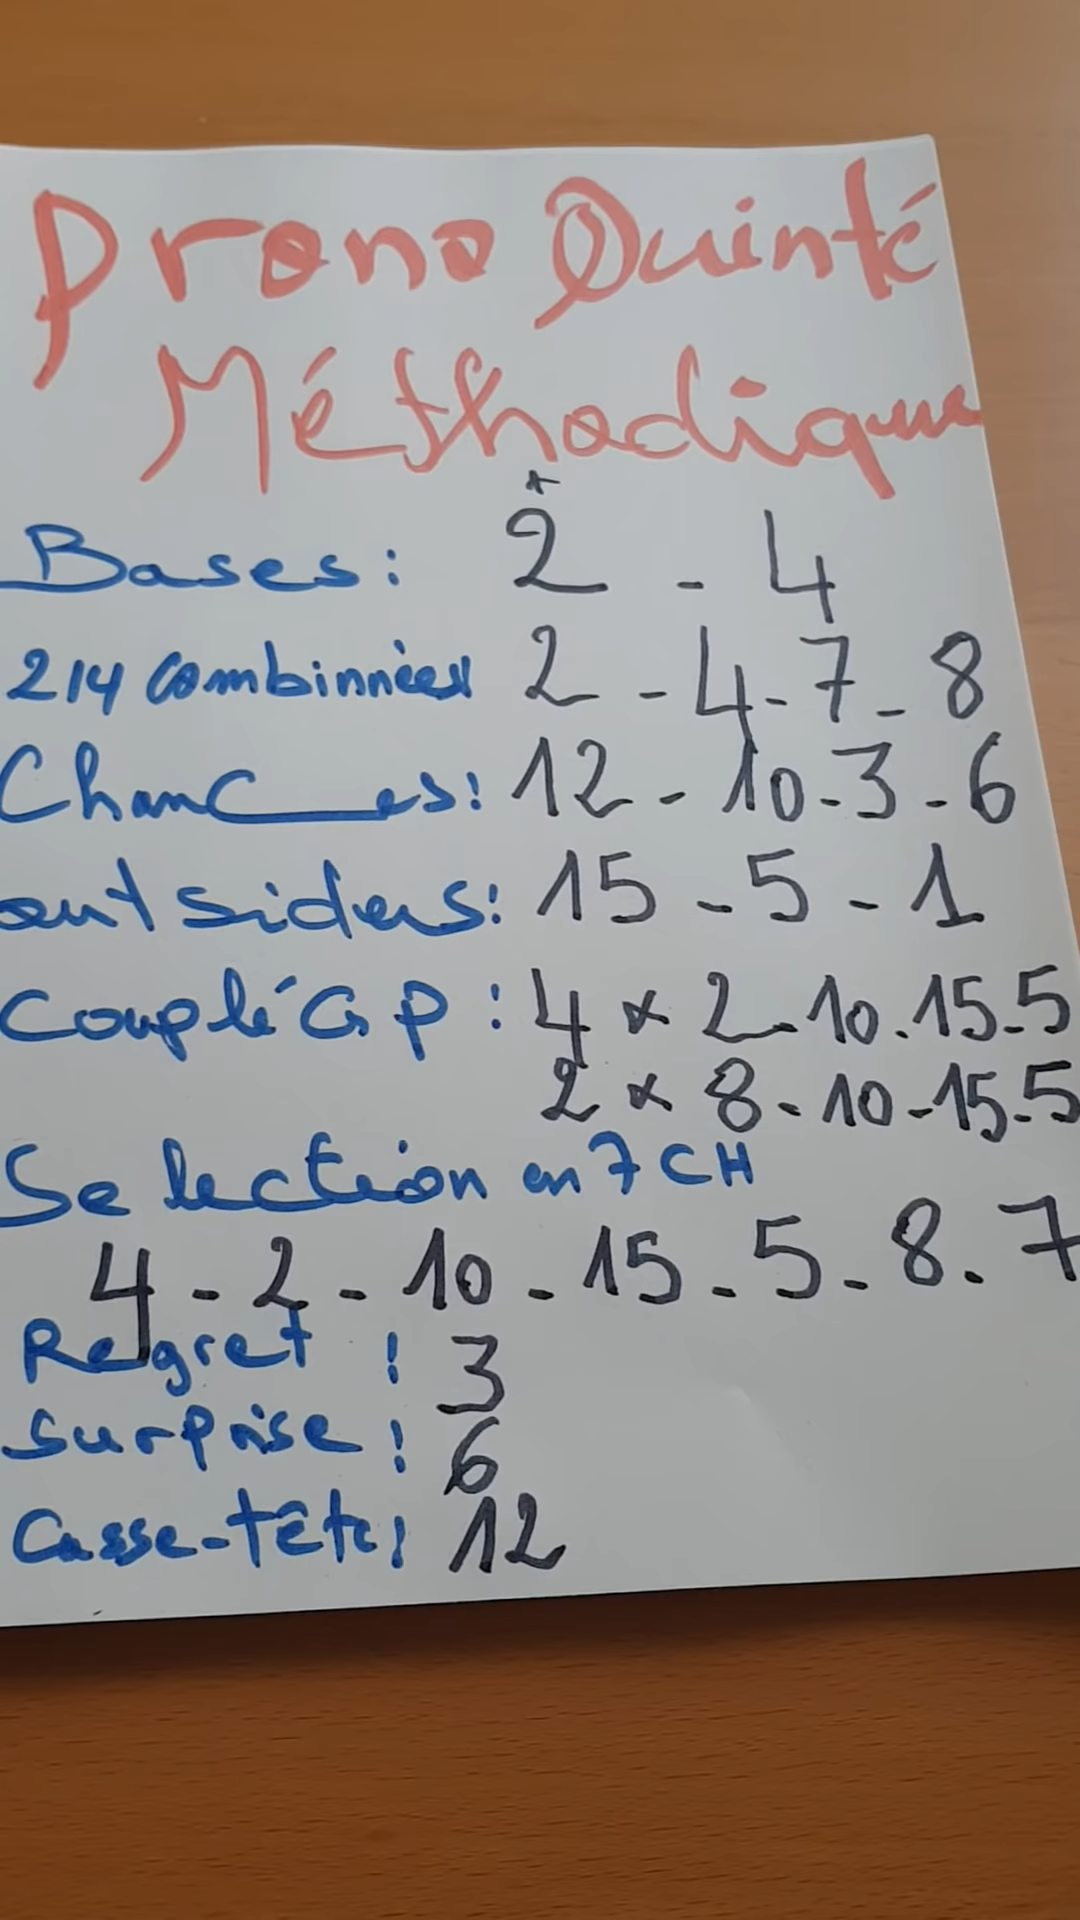 Prono Quinté
Méthodique
Bases: 2* - 4
2/4 combinnées 2 - 4 - 7 - 8
Chances: 12 - 10 - 3 - 6
outsiders: 15 - 5 - 1
Couplé G P : 4 x 2 - 10 . 15 - 5
2 x 8 - 10 - 15 - 5
Selection en 7 CH
4 - 2 - 10 - 15 - 5 - 8 - 7
Regret : 3
Surprise : 6
Casse-tête : 12